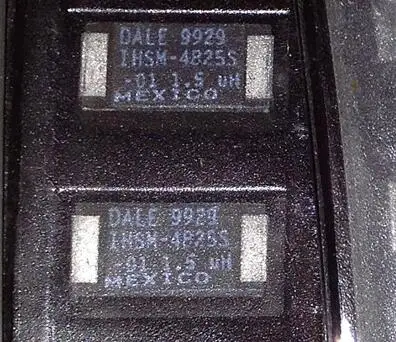 DALE 9929
IHSM-4825S
-01 1.5 uH
MEXICO
DALE 9929
IHSM-4825S
-01 1.5 uH
MEXICO